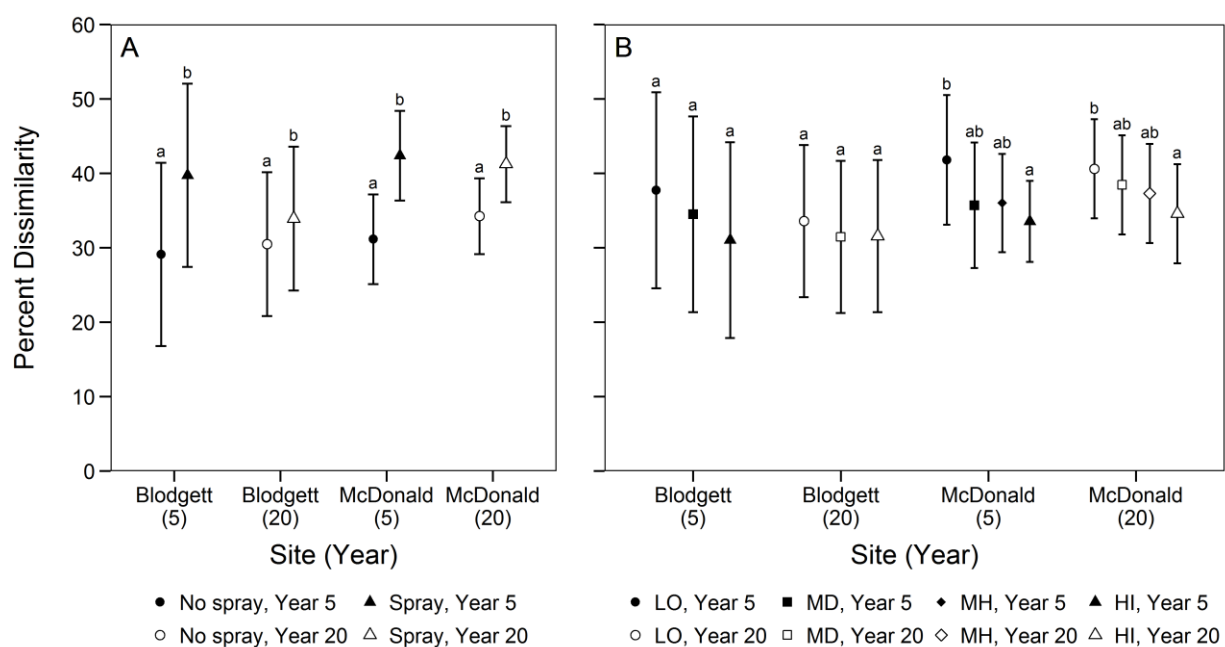 Percent Dissimilarity
60
50
40
30
20
10
0
A
a
b
a
b
a
b
a
b
Blodgett
(5)
Blodgett
(20)
McDonald
(5)
McDonald
(20)
Site (Year)
No spray, Year 5
Spray, Year 5
No spray, Year 20
Spray, Year 20
B
a
a
a
a
a
a
b
ab
ab
a
b
ab
ab
a
Blodgett
(5)
Blodgett
(20)
McDonald
(5)
McDonald
(20)
Site (Year)
LO, Year 5
MD, Year 5
MH, Year 5
HI, Year 5
LO, Year 20
MD, Year 20
MH, Year 20
HI, Year 20